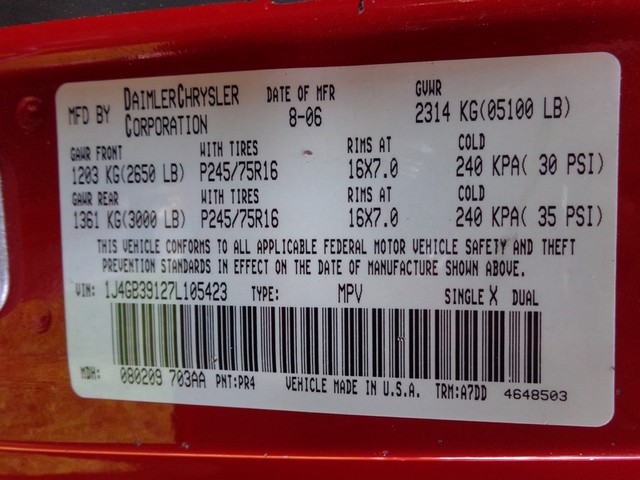 MFD BY DAIMLERCHRYSLER CORPORATION DATE OF MFR 8-06 GVWR 2314 KG(05100 LB)
GAWR FRONT WITH TIRES RIMS AT COLD
1203 KG(2650 LB) P245/75R16 16X7.0 240 KPA( 30 PSI)
GAWR REAR WITH TIRES RIMS AT COLD
1361 KG(3000 LB) P245/75R16 16X7.0 240 KPA( 35 PSI)
THIS VEHICLE CONFORMS TO ALL APPLICABLE FEDERAL MOTOR VEHICLE SAFETY AND THEFT
PREVENTION STANDARDS IN EFFECT ON THE DATE OF MANUFACTURE SHOWN ABOVE.
VIN: 1J4GB39127L105423 TYPE: MPV SINGLE X DUAL
MDH: 080209 703AA PNT:PR4 VEHICLE MADE IN U.S.A. TRM:A7DD 4648503